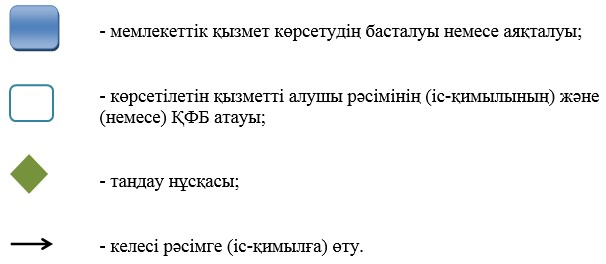 - мемлекеттік қызмет көрсетудің басталуы немесе аяқталуы;
- көрсетілетін қызметті алушы рәсімінің (іс-қимылының) және
(немесе) ҚФБ атауы;
- таңдау нұсқасы;
- келесі рәсімге (іс-қимылға) өту.